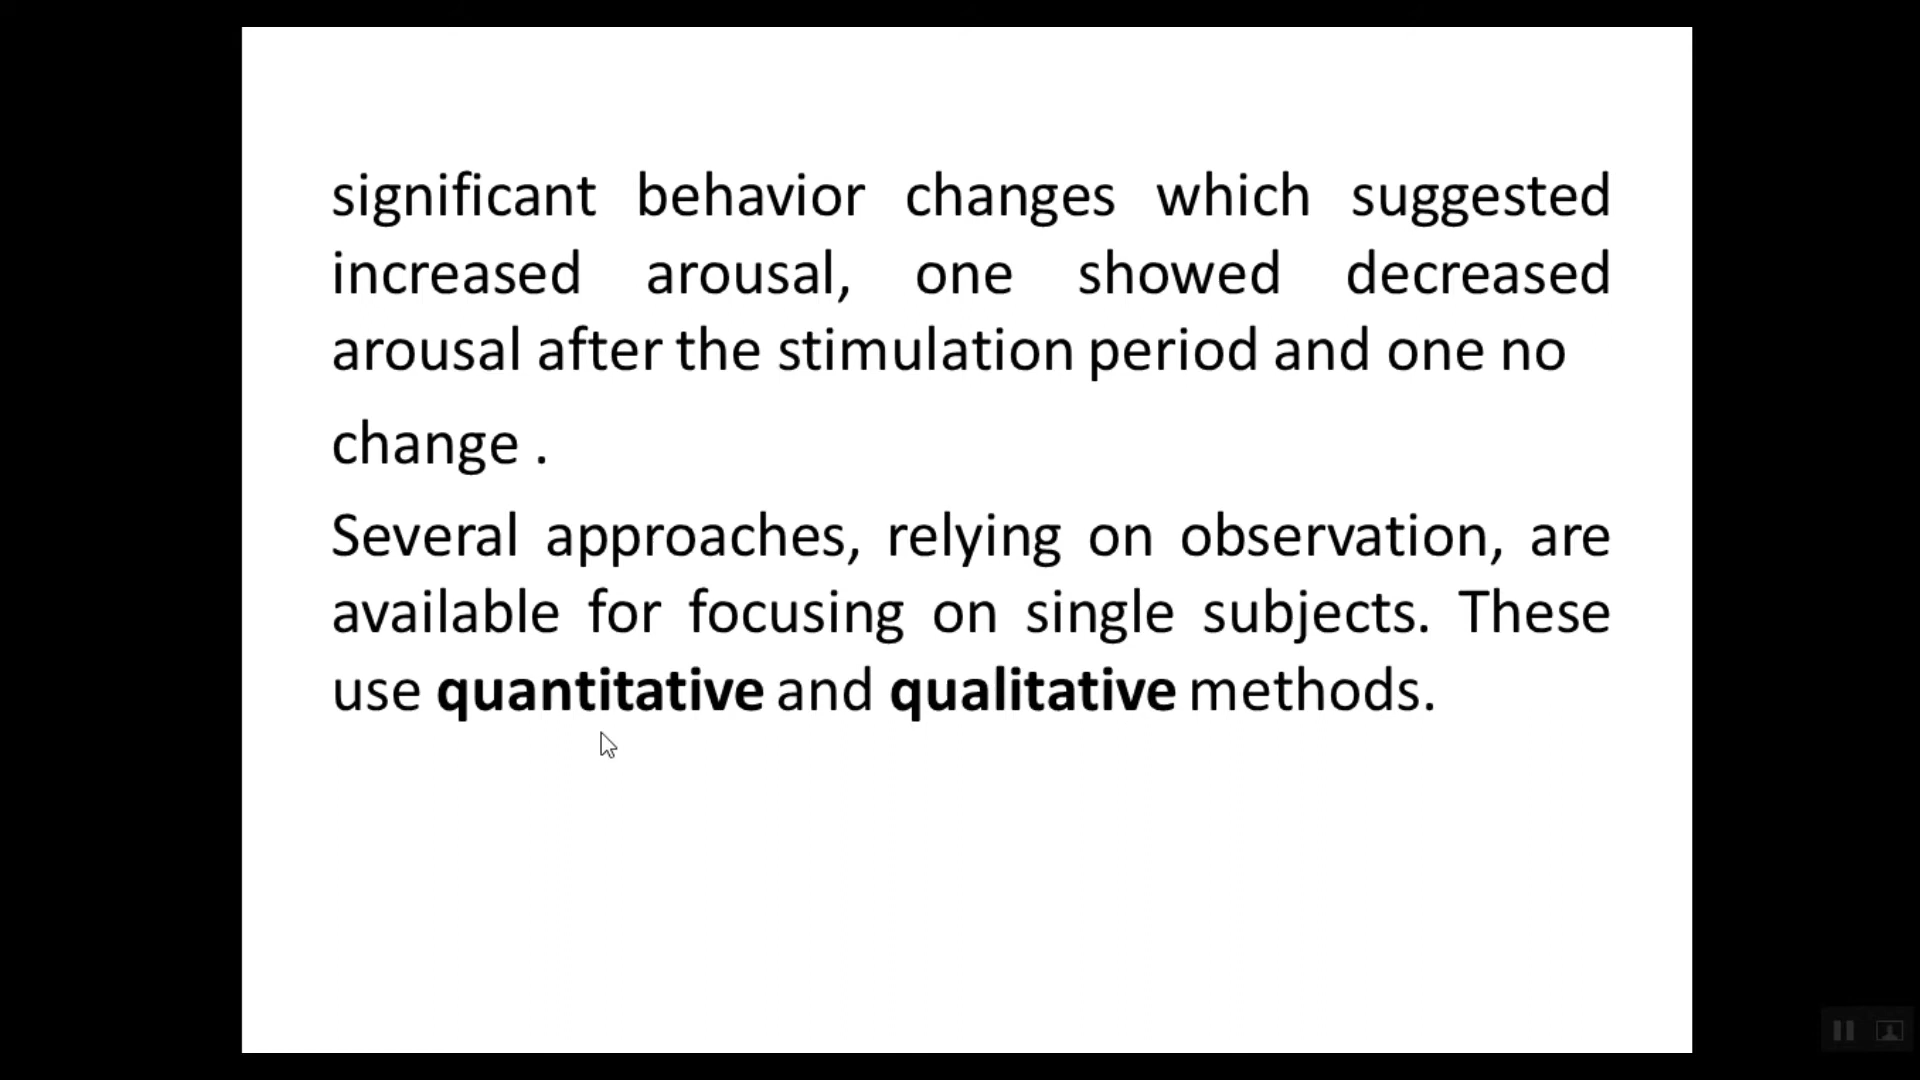 significant behavior changes which suggested
increased arousal, one showed decreased
arousal after the stimulation period and one no
change .
Several approaches, relying on observation, are
available for focusing on single subjects. These
use quantitative and qualitative methods.